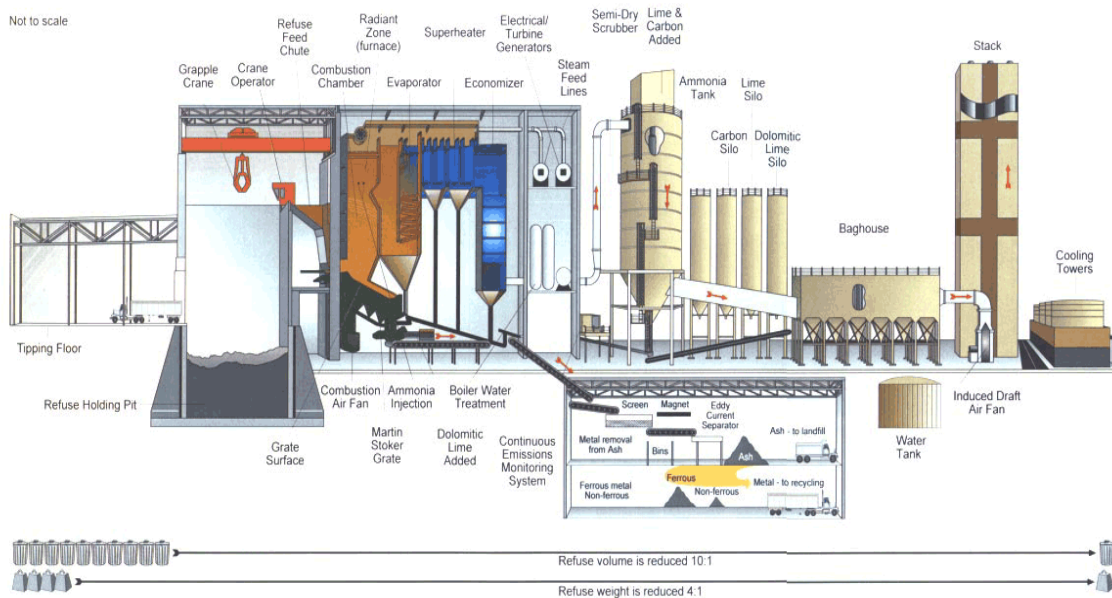 Not to scale
Grapple
Crane
Crane
Operator
Refuse
Feed
Chute
Combustion
Chamber
Radiant
Zone
(furnace)
Evaporator
Superheater
Economizer
Electrical/
Turbine
Generators
Steam
Feed
Lines
Semi-Dry
Scrubber
Lime &
Carbon
Added
Ammonia
Tank
Carbon
Silo
Lime
Silo
Dolomitic
Lime
Silo
Baghouse
Stack
Cooling
Towers
Tipping Floor
Refuse Holding Pit
Grate
Surface
Combustion
Air Fan
Martin
Stoker
Grate
Ammonia
Injection
Dolomitic
Lime
Added
Boiler Water
Treatment
Continuous
Emissions
Monitoring
System
Screen
Magnet
Eddy
Current
Separator
Metal removal
from Ash
Bins
Ash
Ash - to landfill
Ferrous metal
Non-ferrous
Ferrous
Non-ferrous
Metal - to recycling
Water
Tank
Induced Draft
Air Fan
Refuse volume is reduced 10:1
Refuse weight is reduced 4:1